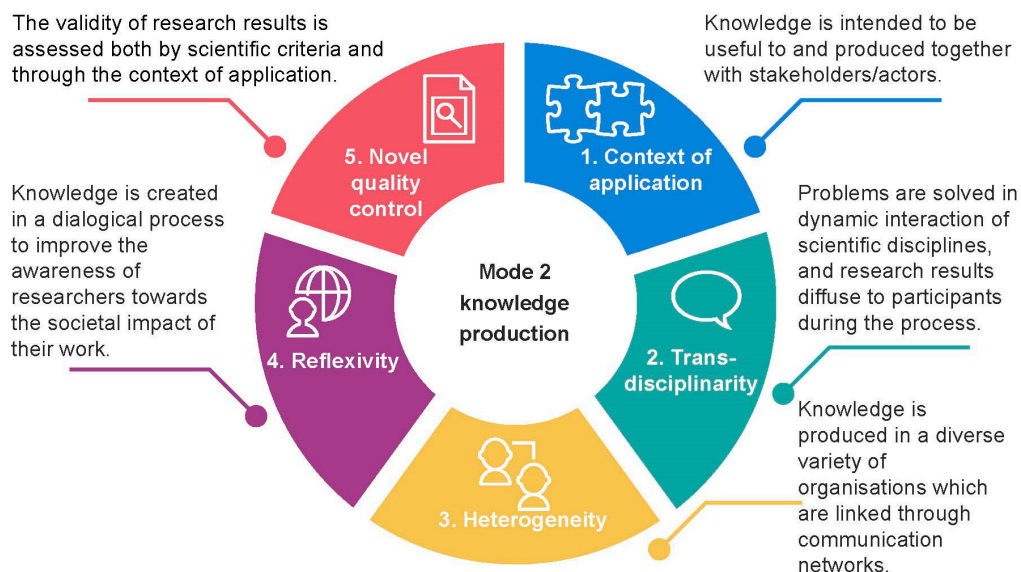 The validity of research results is
assessed both by scientific criteria and
through the context of application.
Knowledge is intended to be
useful to and produced together
with stakeholders/actors.
5. Novel
quality
control
1. Context of
application
Knowledge is created
in a dialogical process
to improve the
awareness of
researchers towards
the societal impact of
their work.
Mode 2
knowledge
production
Problems are solved in
dynamic interaction of
scientific disciplines,
and research results
diffuse to participants
during the process.
4. Reflexivity
2. Trans-
disciplinarity
3. Heterogeneity
Knowledge is
produced in a diverse
variety of
organisations which
are linked through
communication
networks.